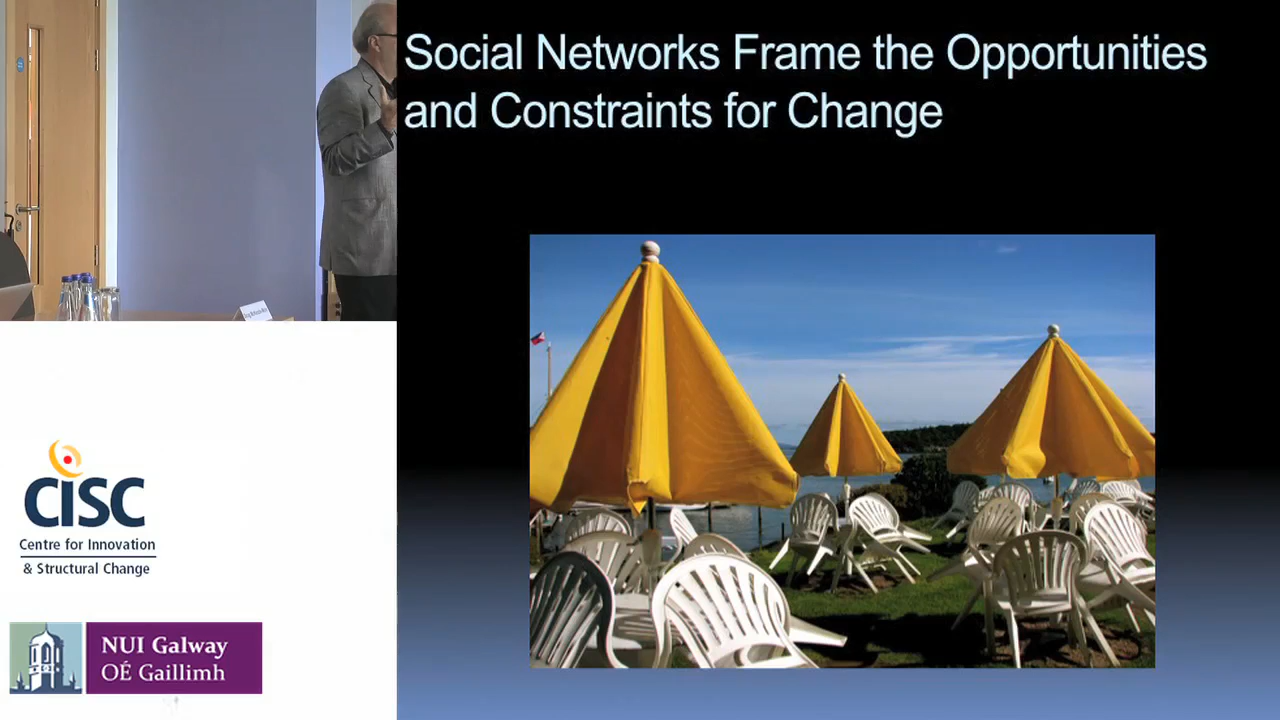 Social Networks Frame the Opportunities
and Constraints for Change
CISC
Centre for Innovation
& Structural Change
NUI Galway
OÉ Gaillimh